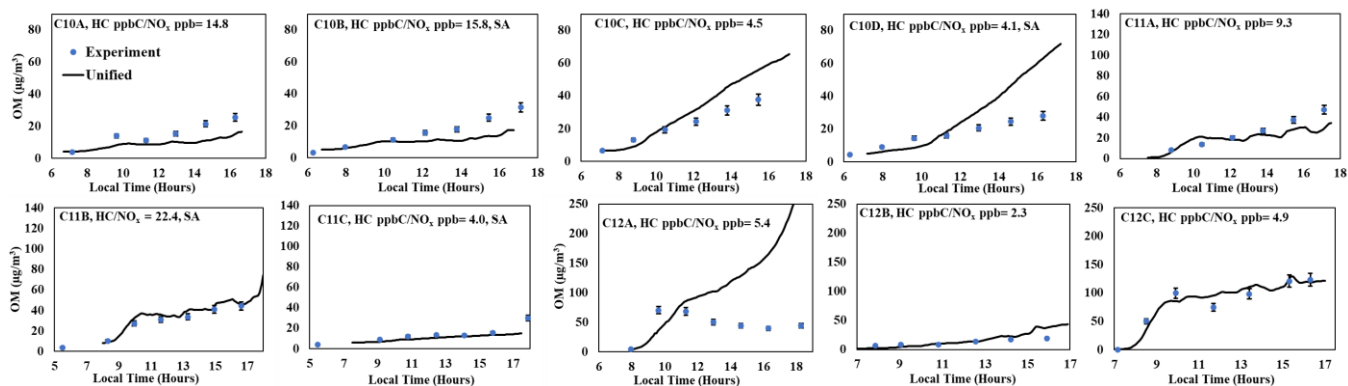 C10A, HC ppbC/NOx ppb= 14.8
80
60
40
20
0
OM (µg/m³)
Experiment
Unified
6 8 10 12 14 16 18
Local Time (Hours)
C10B, HC ppbC/NOx ppb= 15.8, SA
80
60
40
20
0
6 8 10 12 14 16 18
Local Time (Hours)
C10C, HC ppbC/NOx ppb= 4.5
80
60
40
20
0
6 8 10 12 14 16 18
Local Time (Hours)
C10D, HC ppbC/NOx ppb= 4.1, SA
80
60
40
20
0
6 8 10 12 14 16 18
Local Time (Hours)
C11A, HC ppbC/NOx ppb= 9.3
140
120
100
80
60
40
20
0
6 8 10 12 14 16 18
Local Time (Hours)
C11B, HC/NOx = 22.4, SA
140
120
100
80
60
40
20
0
OM (µg/m³)
5 7 9 11 13 15 17
Local Time (Hours)
C11C, HC ppbC/NOx ppb= 4.0, SA
140
120
100
80
60
40
20
0
5 7 9 11 13 15 17
Local Time (Hours)
C12A, HC ppbC/NOx ppb= 5.4
250
200
150
100
50
0
6 8 10 12 14 16 18
Local Time (Hours)
C12B, HC ppbC/NOx ppb= 2.3
250
200
150
100
50
0
7 9 11 13 15 17
Local Time (Hours)
C12C, HC ppbC/NOx ppb= 4.9
250
200
150
100
50
0
7 9 11 13 15 17
Local Time (Hours)